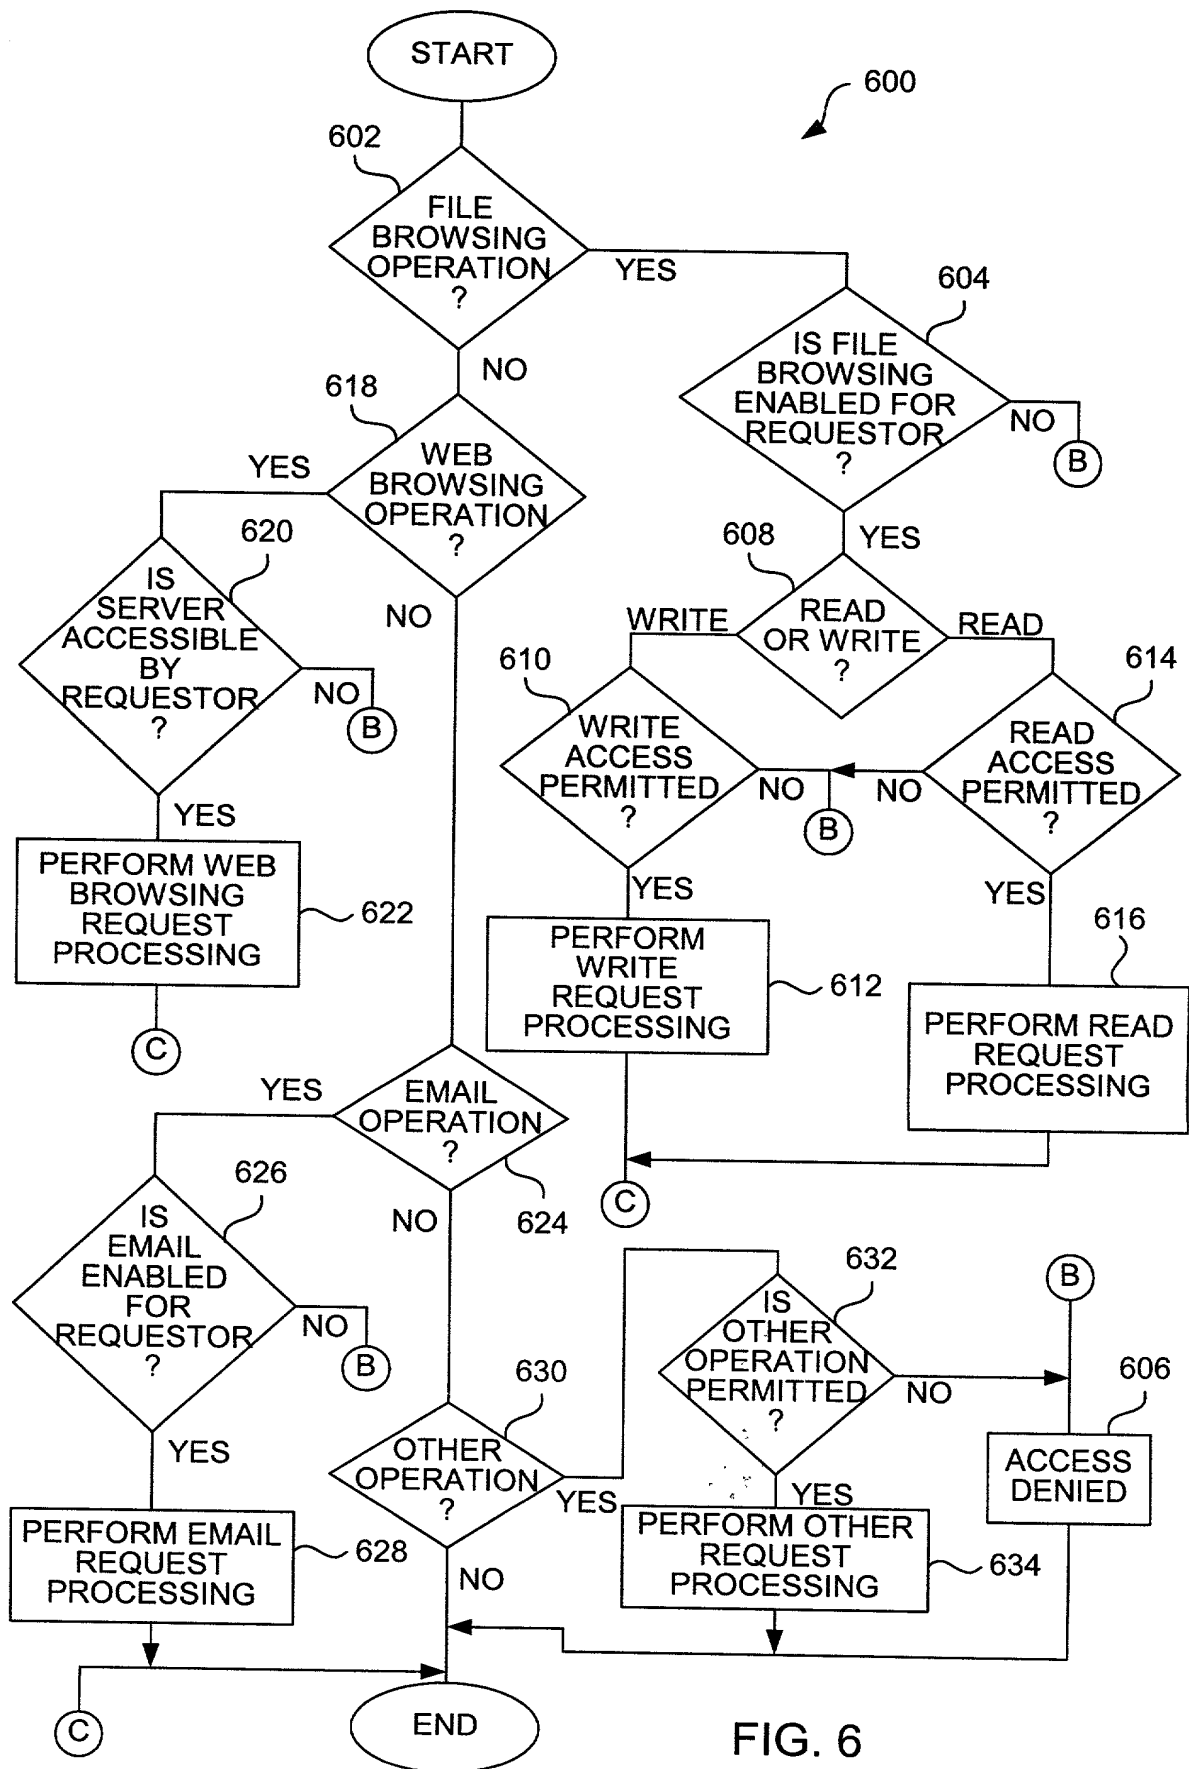 START
600
602
FILE
BROWSING
OPERATION
?
YES
NO
604
IS FILE
BROWSING
ENABLED FOR
REQUESTOR
?
NO
B
YES
618
WEB
BROWSING
OPERATION
?
YES
NO
620
IS
SERVER
ACCESSIBLE
BY
REQUESTOR
?
NO
B
YES
PERFORM WEB
BROWSING
REQUEST
PROCESSING
622
C
608
READ
OR WRITE
?
WRITE
READ
610
WRITE
ACCESS
PERMITTED
?
NO
B
YES
614
READ
ACCESS
PERMITTED
?
NO
YES
PERFORM
WRITE
REQUEST
PROCESSING
612
616
PERFORM READ
REQUEST
PROCESSING
C
EMAIL
OPERATION
?
624
YES
NO
626
IS
EMAIL
ENABLED
FOR
REQUESTOR
?
NO
B
YES
PERFORM EMAIL
REQUEST
PROCESSING
628
630
OTHER
OPERATION
?
YES
NO
632
IS
OTHER
OPERATION
PERMITTED
?
NO
YES
PERFORM OTHER
REQUEST
PROCESSING
634
B
606
ACCESS
DENIED
C
END
FIG. 6